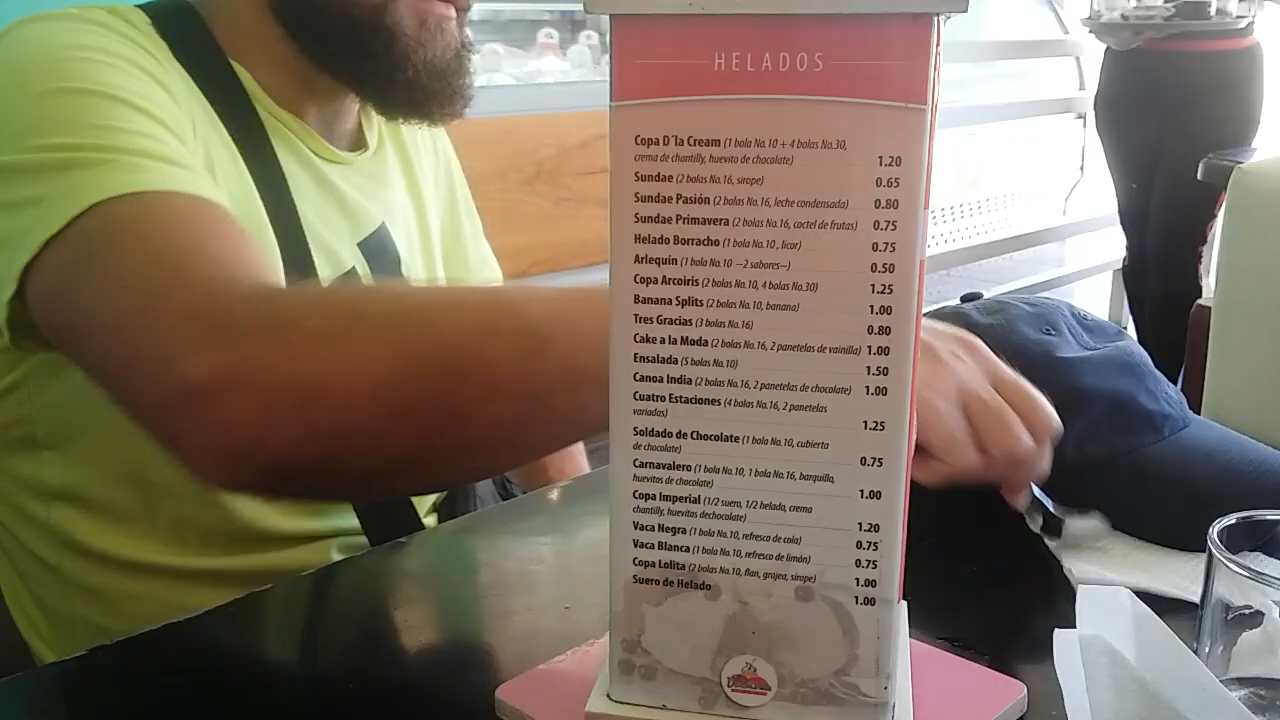 HELADOS
Copa D´la Cream (1 bola No.10 + 4 bolas No.30,
crema de chantilly, huevito de chocolate) 1.20
Sundae (2 bolas No.16, sirope) 0.65
Sundae Pasión (2 bolas No.16, leche condensada) 0.80
Sundae Primavera (2 bolas No.16, coctel de frutas) 0.75
Helado Borracho (1 bola No.10 , licor) 0.75
Arlequín (1 bola No.10 —2 sabores—) 0.50
Copa Arcoiris (2 bolas No.10, 4 bolas No.30) 1.25
Banana Splits (2 bolas No.10, banana) 1.00
Tres Gracias (3 bolas No.16) 0.80
Cake a la Moda (2 bolas No.16, 2 panetelas de vainilla) 1.00
Ensalada (5 bolas No.10) 1.50
Canoa India (2 bolas No.16, 2 panetelas de chocolate) 1.00
Cuatro Estaciones (4 bolas No.16, 2 panetelas
variadas) 1.25
Soldado de Chocolate (1 bola No.10, cubierta
de chocolate) 0.75
Carnavalero (1 bola No.10, 1 bola No.16, barquillo,
huevitos de chocolate) 1.00
Copa Imperial (1/2 suero, 1/2 helado, crema
chantilly, huevitos dechocolate) 1.20
Vaca Negra (1 bola No.10, refresco de cola) 0.75
Vaca Blanca (1 bola No.10, refresco de limón) 0.75
Copa Lolita (2 bolas No.10, flan, grajea, sirope) 1.00
Suero de Helado 1.00